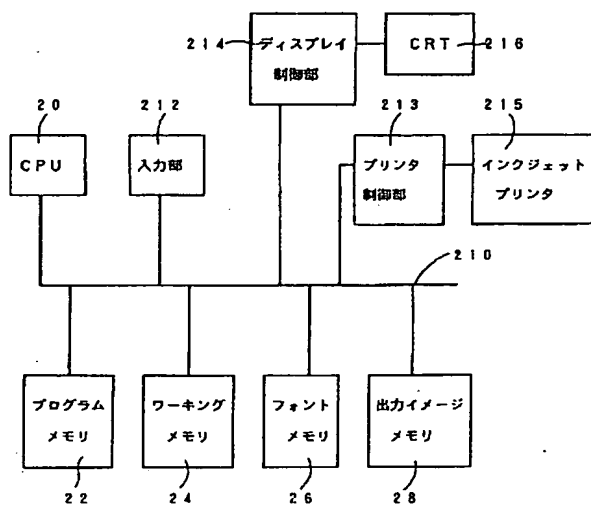 214
ディスプレイ
制御部
CRT
216
20
212
213
215
CPU
入力部
プリンタ
制御部
インクジェット
プリンタ
210
プログラム
メモリ
ワーキング
メモリ
フォント
メモリ
出力イメージ
メモリ
22
24
26
28